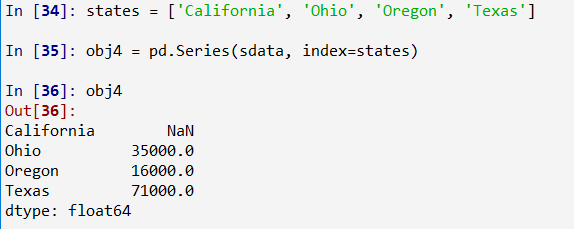 In [34]: states = ['California', 'Ohio', 'Oregon', 'Texas']
In [35]: obj4 = pd.Series(sdata, index=states)
In [36]: obj4
Out[36]:
California NaN
Ohio 35000.0
Oregon 16000.0
Texas 71000.0
dtype: float64